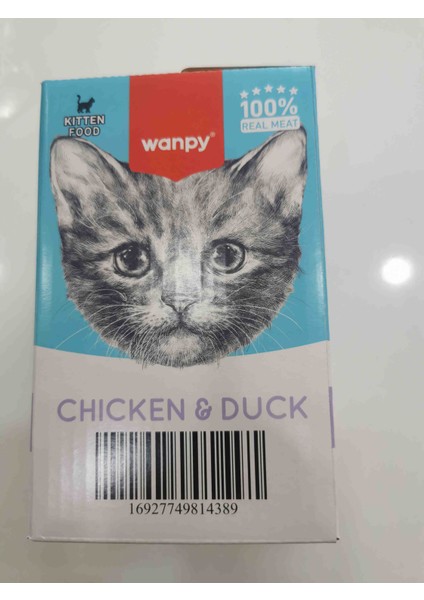 KITTEN
FOOD
wanpy
100%
REAL MEAT
CHICKEN & DUCK
16927749814389